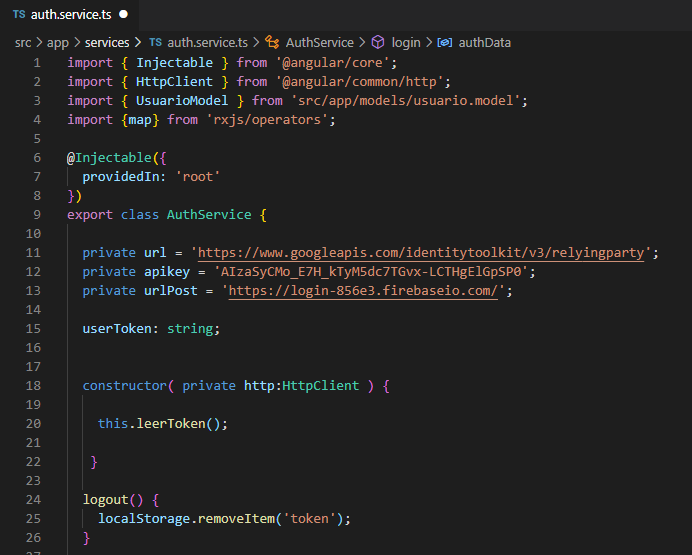 TS auth.service.ts ●
src > app > services > TS auth.service.ts > AuthService > login > authData
1 import { Injectable } from '@angular/core';
2 import { HttpClient } from '@angular/common/http';
3 import { UsuarioModel } from 'src/app/models/usuario.model';
4 import {map} from 'rxjs/operators';
5
6 @Injectable({
7 providedIn: 'root'
8 })
9 export class AuthService {
10
11 private url = 'https://www.googleapis.com/identitytoolkit/v3/relyingparty';
12 private apikey = 'AIzaSyCMo_E7H_kTyM5dc7TGvx-LCTHgElGpSP0';
13 private urlPost = 'https://login-856e3.firebaseio.com/';
14
15 userToken: string;
16
17
18 constructor( private http:HttpClient ) {
19
20 this.leerToken();
21
22 }
23
24 logout() {
25 localStorage.removeItem('token');
26 }